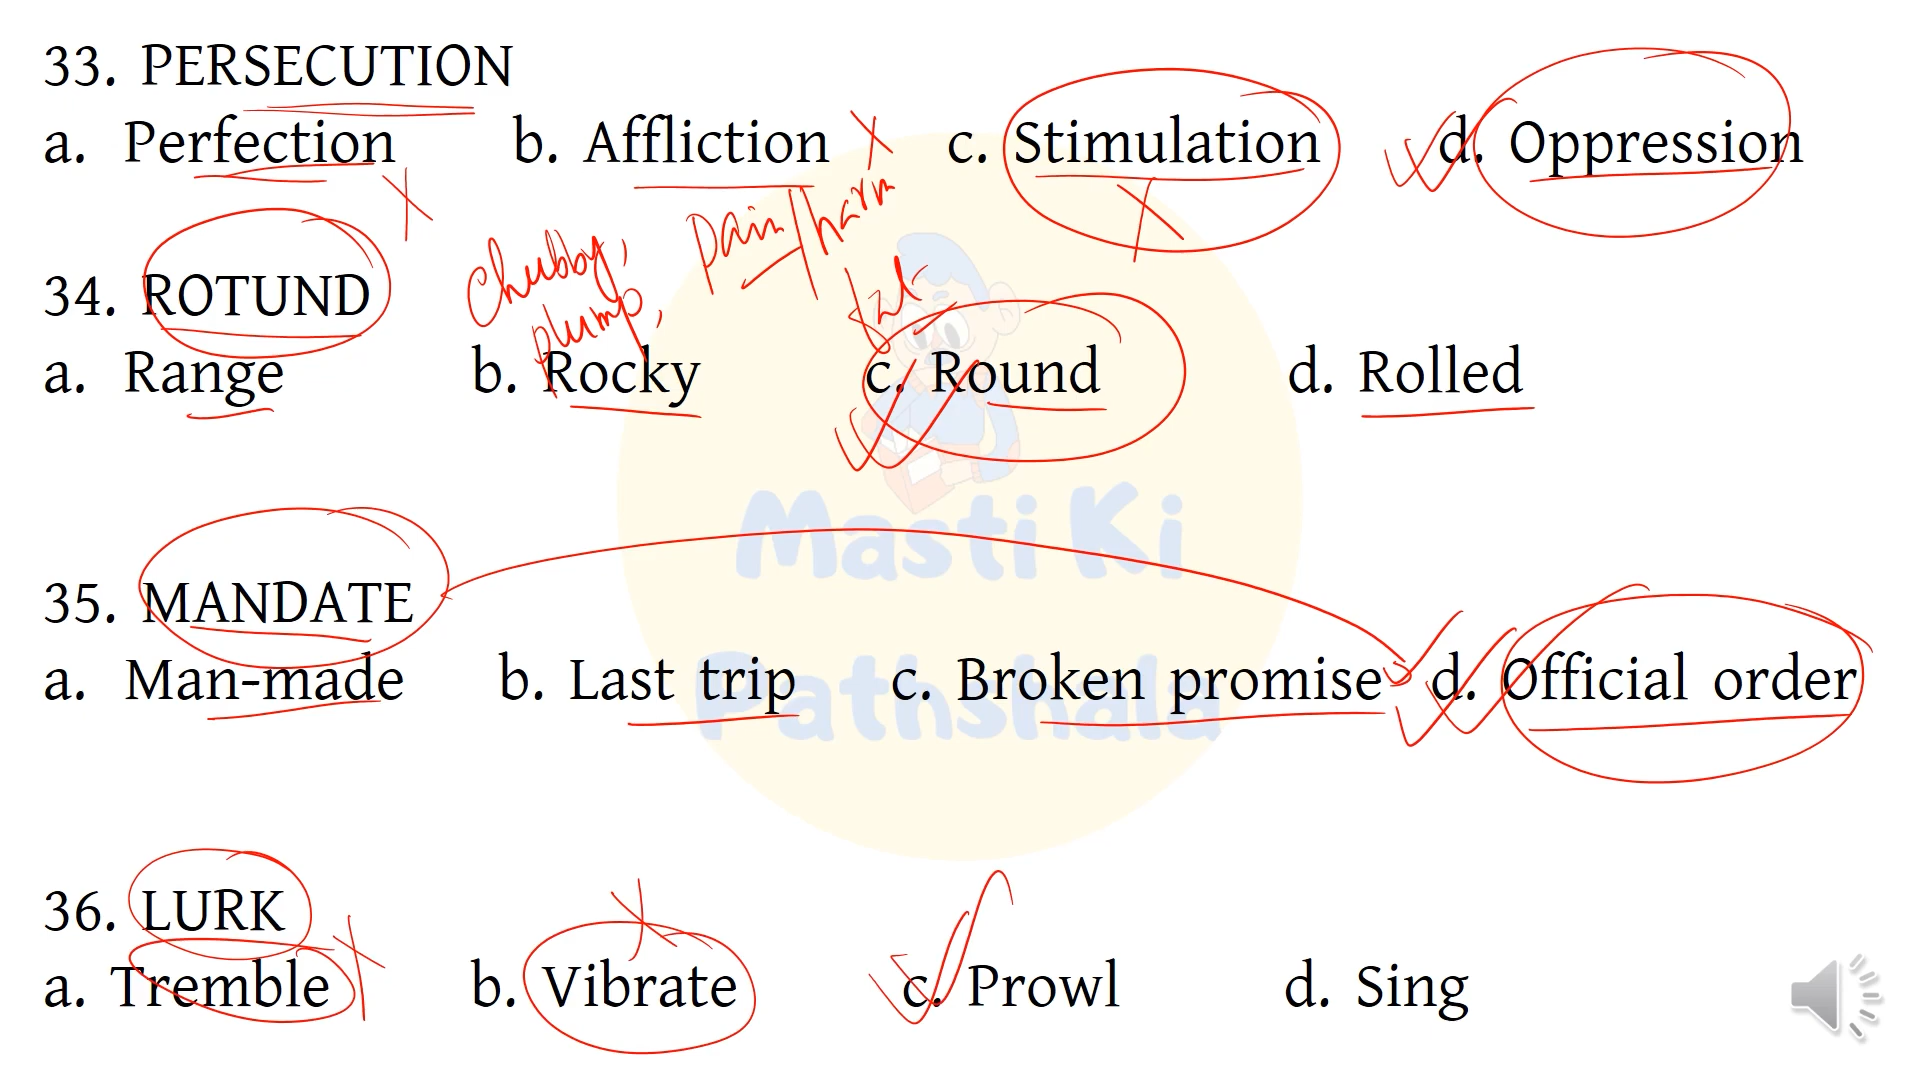 33. PERSECUTION
a. Perfection b. Affliction c. Stimulation d. Oppression
pain/harm
34. ROTUND
chubby,
plump,
a. Range b. Rocky c. Round d. Rolled
Masti Ki
35. MANDATE
a. Man-made b. Last trip c. Broken promise d. Official order
Pathshala
36. LURK
a. Tremble b. Vibrate c. Prowl d. Sing